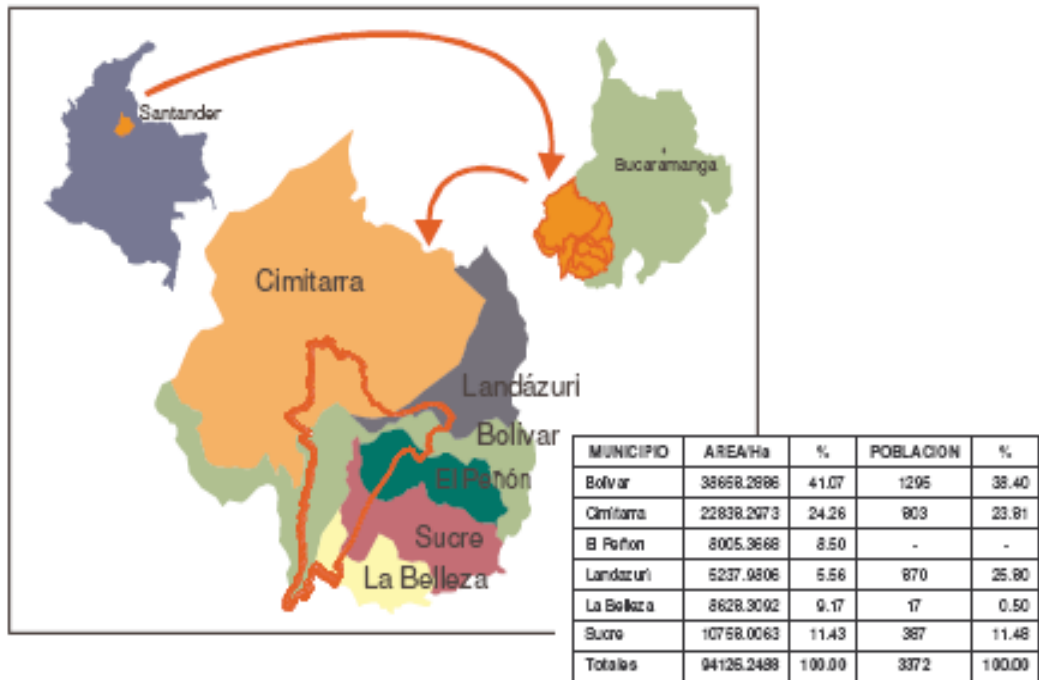 Santander
Bucaramanga
Cimitarra
Landázuri
Bolívar
El Peñón
Sucre
La Belleza
MUNICIPIO AREA/Ha % POBLACION %
Bolívar 38658.2886 41.07 1295 38.40
Cimitarra 22838.2973 24.26 803 23.81
El Peñon 8005.3668 8.50 - -
Landazuri 5237.9806 5.56 870 25.80
La Belleza 8628.3092 9.17 17 0.50
Sucre 10758.0063 11.43 387 11.48
Totales 94126.2488 100.00 3372 100.00